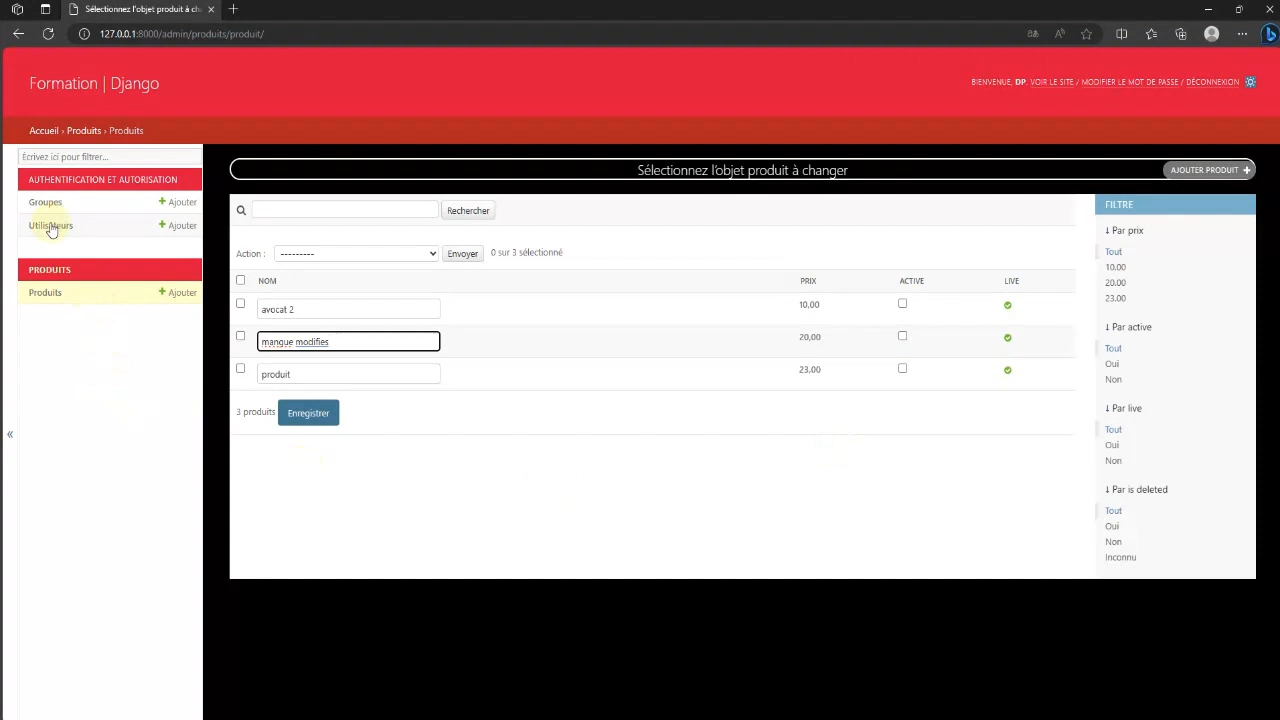 Sélectionnez l'objet produit à ch
127.0.0.1:8000/admin/produits/produit/
Formation | Django
BIENVENUE, DP. VOIR LE SITE / MODIFIER LE MOT DE PASSE / DÉCONNEXION
Accueil › Produits › Produits
Écrivez ici pour filtrer...
AUTHENTIFICATION ET AUTORISATION
Groupes + Ajouter
Utilisateurs + Ajouter
PRODUITS
Produits + Ajouter
«
Sélectionnez l'objet produit à changer
AJOUTER PRODUIT +
Rechercher
Action : --------- Envoyer 0 sur 3 sélectionné
NOM PRIX ACTIVE LIVE
avocat 2 10,00
mangue modifies 20,00
produit 23,00
3 produits Enregistrer
FILTRE
↓ Par prix
Tout
10.00
20.00
23.00
↓ Par active
Tout
Oui
Non
↓ Par live
Tout
Oui
Non
↓ Par is deleted
Tout
Oui
Non
Inconnu